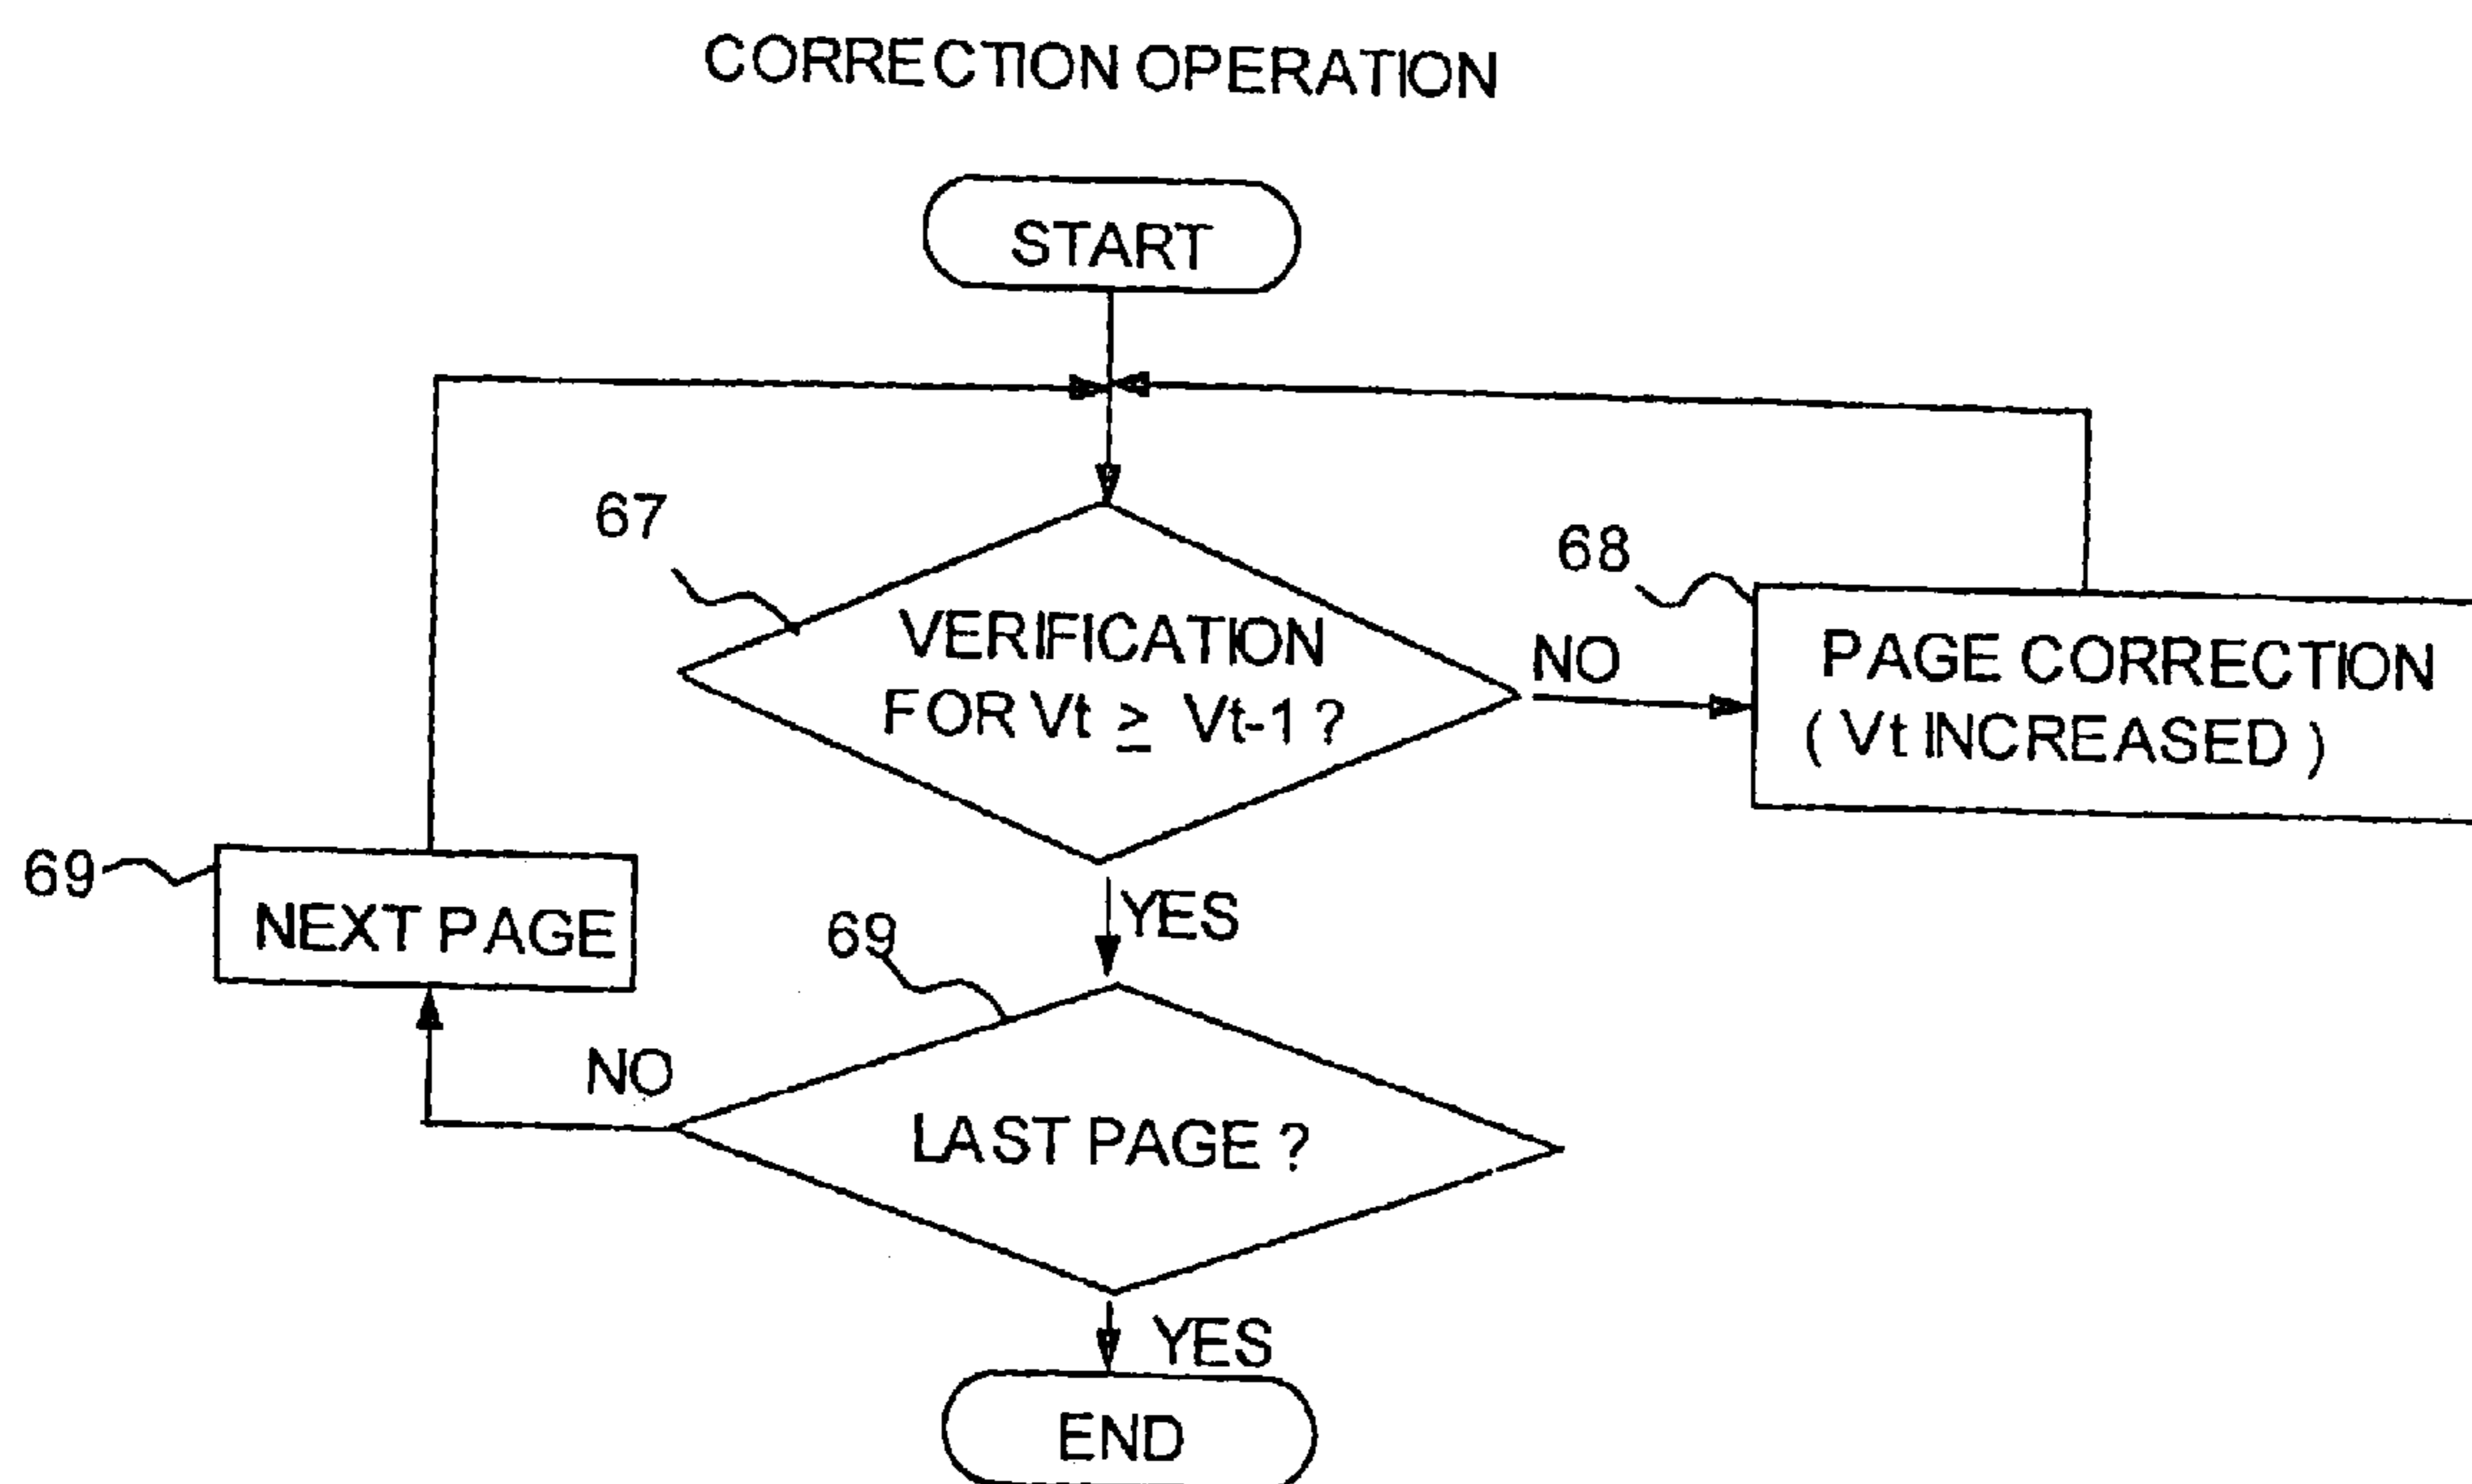 CORRECTION OPERATION
START
67
VERIFICATION
FOR Vt ≥ Vt-1 ?
NO
68
PAGE CORRECTION
( Vt INCREASED )
YES
69
NEXT PAGE
69
NO
LAST PAGE ?
YES
END